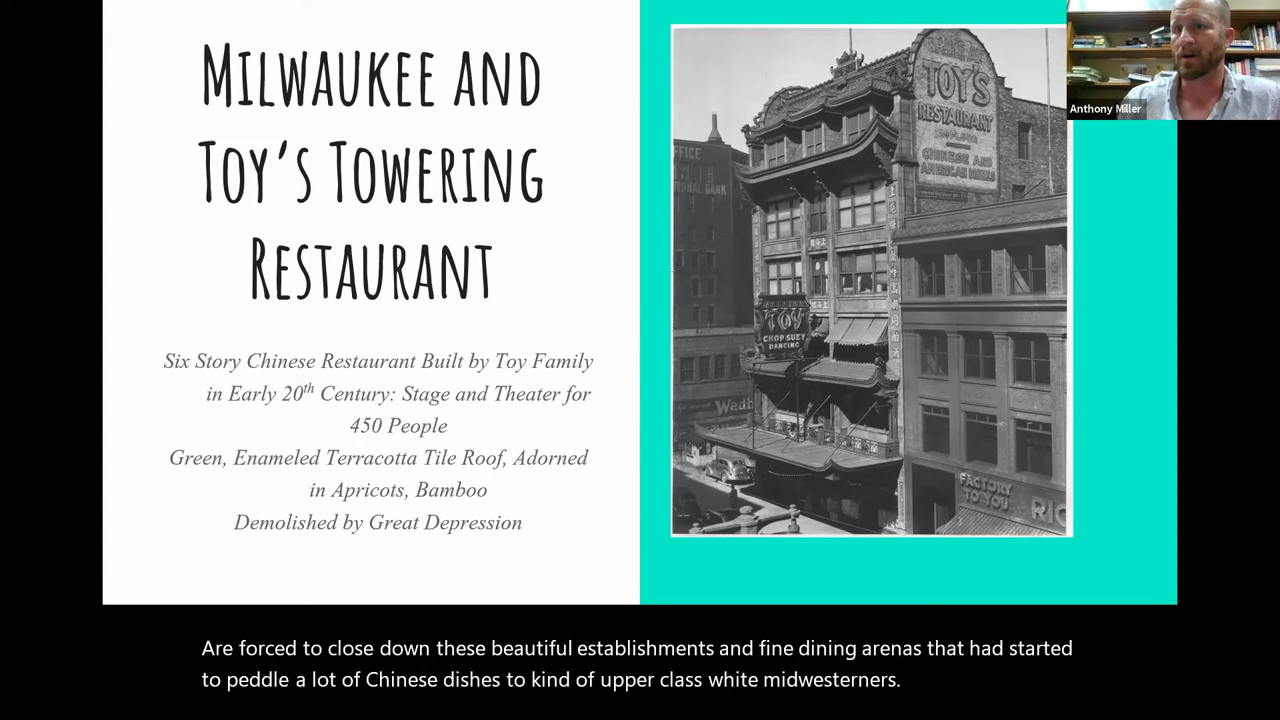 Milwaukee and
Toy's Towering
Restaurant
Six Story Chinese Restaurant Built by Toy Family
in Early 20th Century: Stage and Theater for
450 People
Green, Enameled Terracotta Tile Roof, Adorned
in Apricots, Bamboo
Demolished by Great Depression
TOY'S
RESTAURANT
CHINESE AND
AMERICAN MEALS
OFFICE
BANK
TOY
CHOP SUEY
DANCING
Wadh
FACTORY
TO YOU
RIC
Anthony Miller
Are forced to close down these beautiful establishments and fine dining arenas that had started
to peddle a lot of Chinese dishes to kind of upper class white midwesterners.